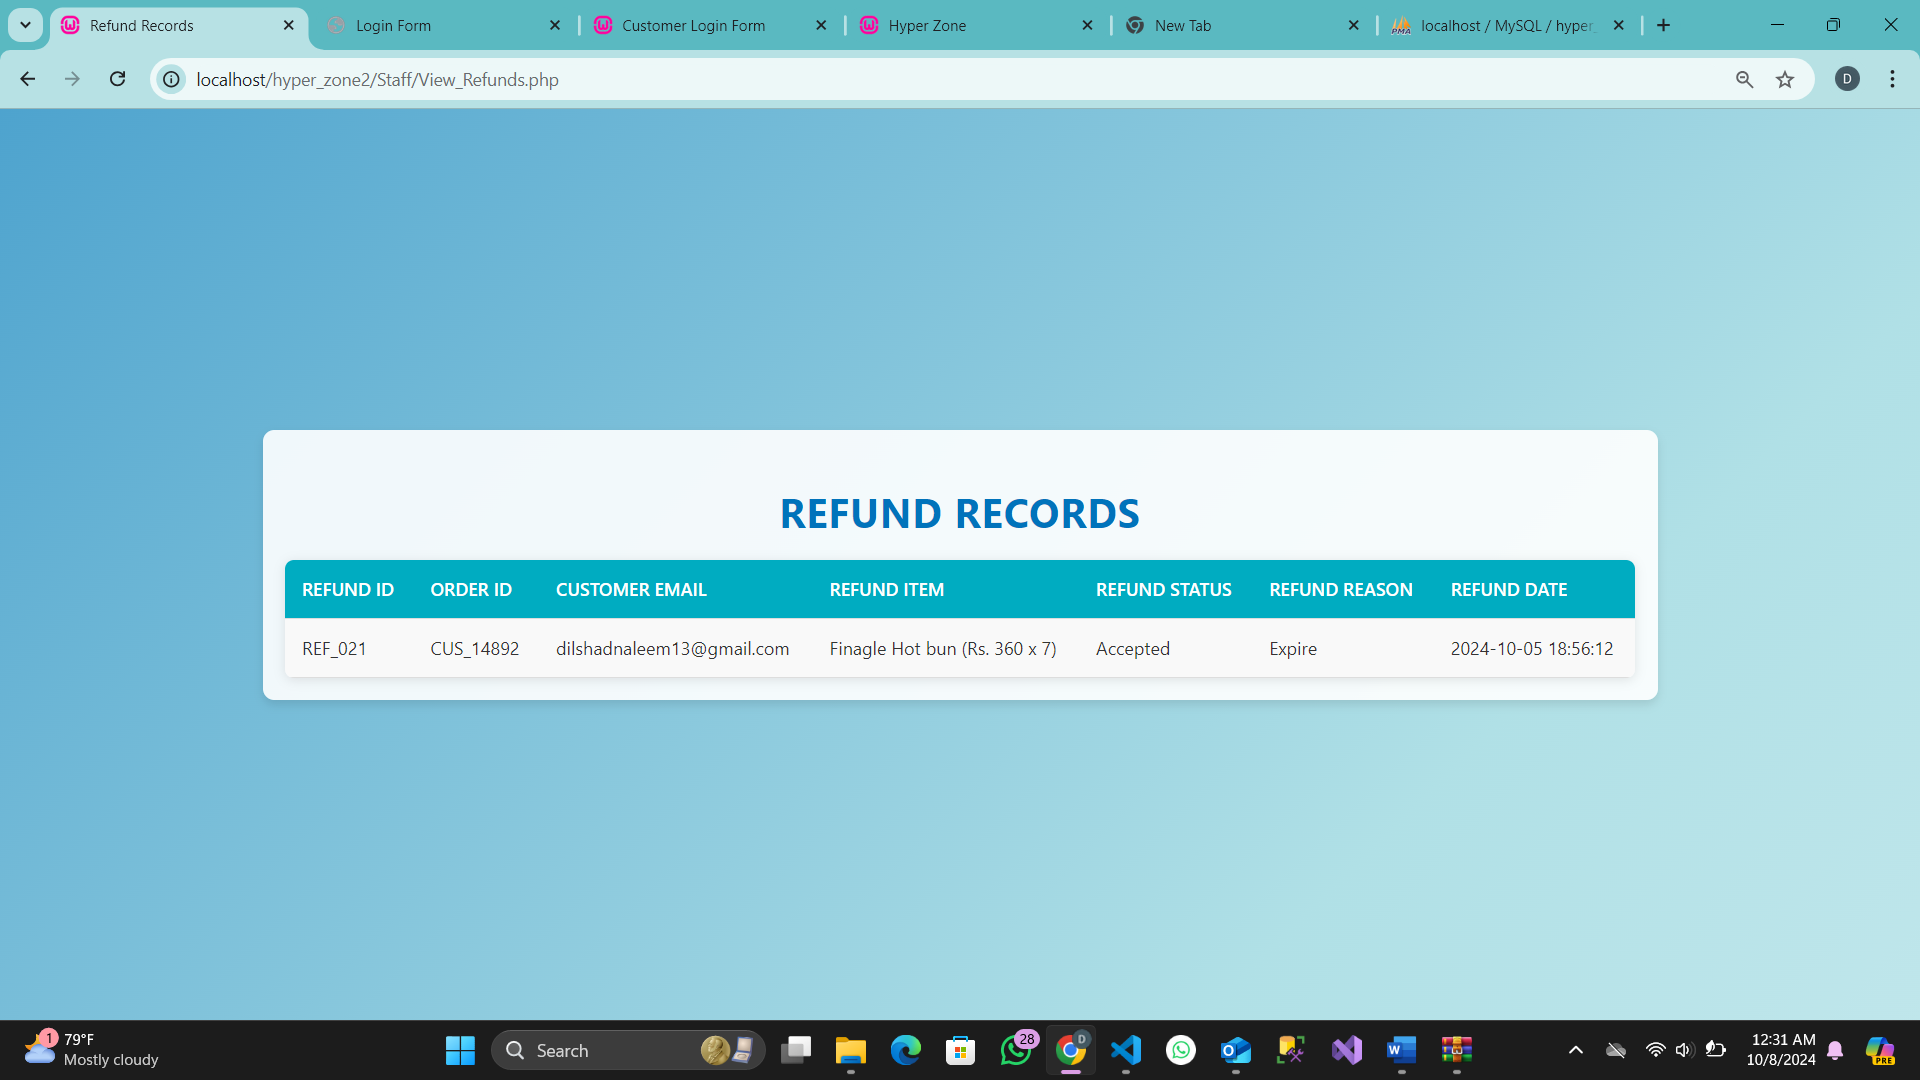 Refund Records
Login Form
Customer Login Form
Hyper Zone
New Tab
localhost / MySQL / hyper_
localhost/hyper_zone2/Staff/View_Refunds.php
D
REFUND RECORDS
REFUND ID ORDER ID CUSTOMER EMAIL REFUND ITEM REFUND STATUS REFUND REASON REFUND DATE
REF_021 CUS_14892 dilshadnaleem13@gmail.com Finagle Hot bun (Rs. 360 x 7) Accepted Expire 2024-10-05 18:56:12
1
79°F
Mostly cloudy
Search
28
D
12:31 AM
10/8/2024
PRE